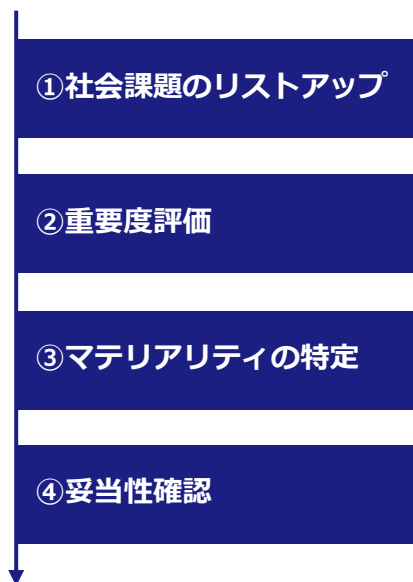 ①社会課題のリストアップ
②重要度評価
③マテリアリティの特定
④妥当性確認